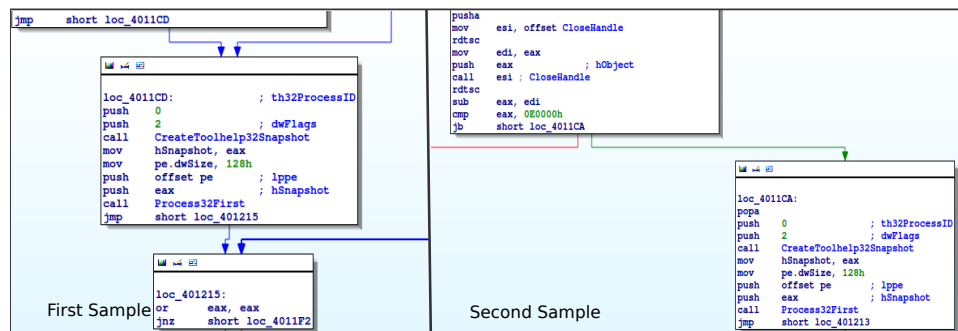 jmp     short loc_4011CD
loc_4011CD:               ; th32ProcessID
push    0
push    2               ; dwFlags
call    CreateToolhelp32Snapshot
mov     hSnapshot, eax
mov     pe.dwSize, 128h
push    offset pe       ; lppe
push    eax             ; hSnapshot
call    Process32First
jmp     short loc_401215
loc_401215:
or      eax, eax
jnz     short loc_4011F2
First Sample
pusha
mov     esi, offset CloseHandle
rdtsc
mov     edi, eax
push    eax             ; hObject
call    esi ; CloseHandle
rdtsc
sub     eax, edi
cmp     eax, 0E0000h
jb      short loc_4011CA
loc_4011CA:
popa
push    0               ; th32ProcessID
push    2               ; dwFlags
call    CreateToolhelp32Snapshot
mov     hSnapshot, eax
mov     pe.dwSize, 128h
push    offset pe       ; lppe
push    eax             ; hSnapshot
call    Process32First
jmp     short loc_401213
Second Sample